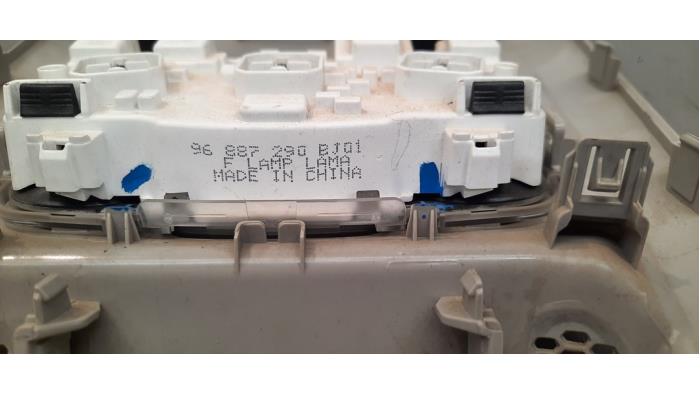 96 887 290 BJ01
F LAMP LAMA
MADE IN CHINA